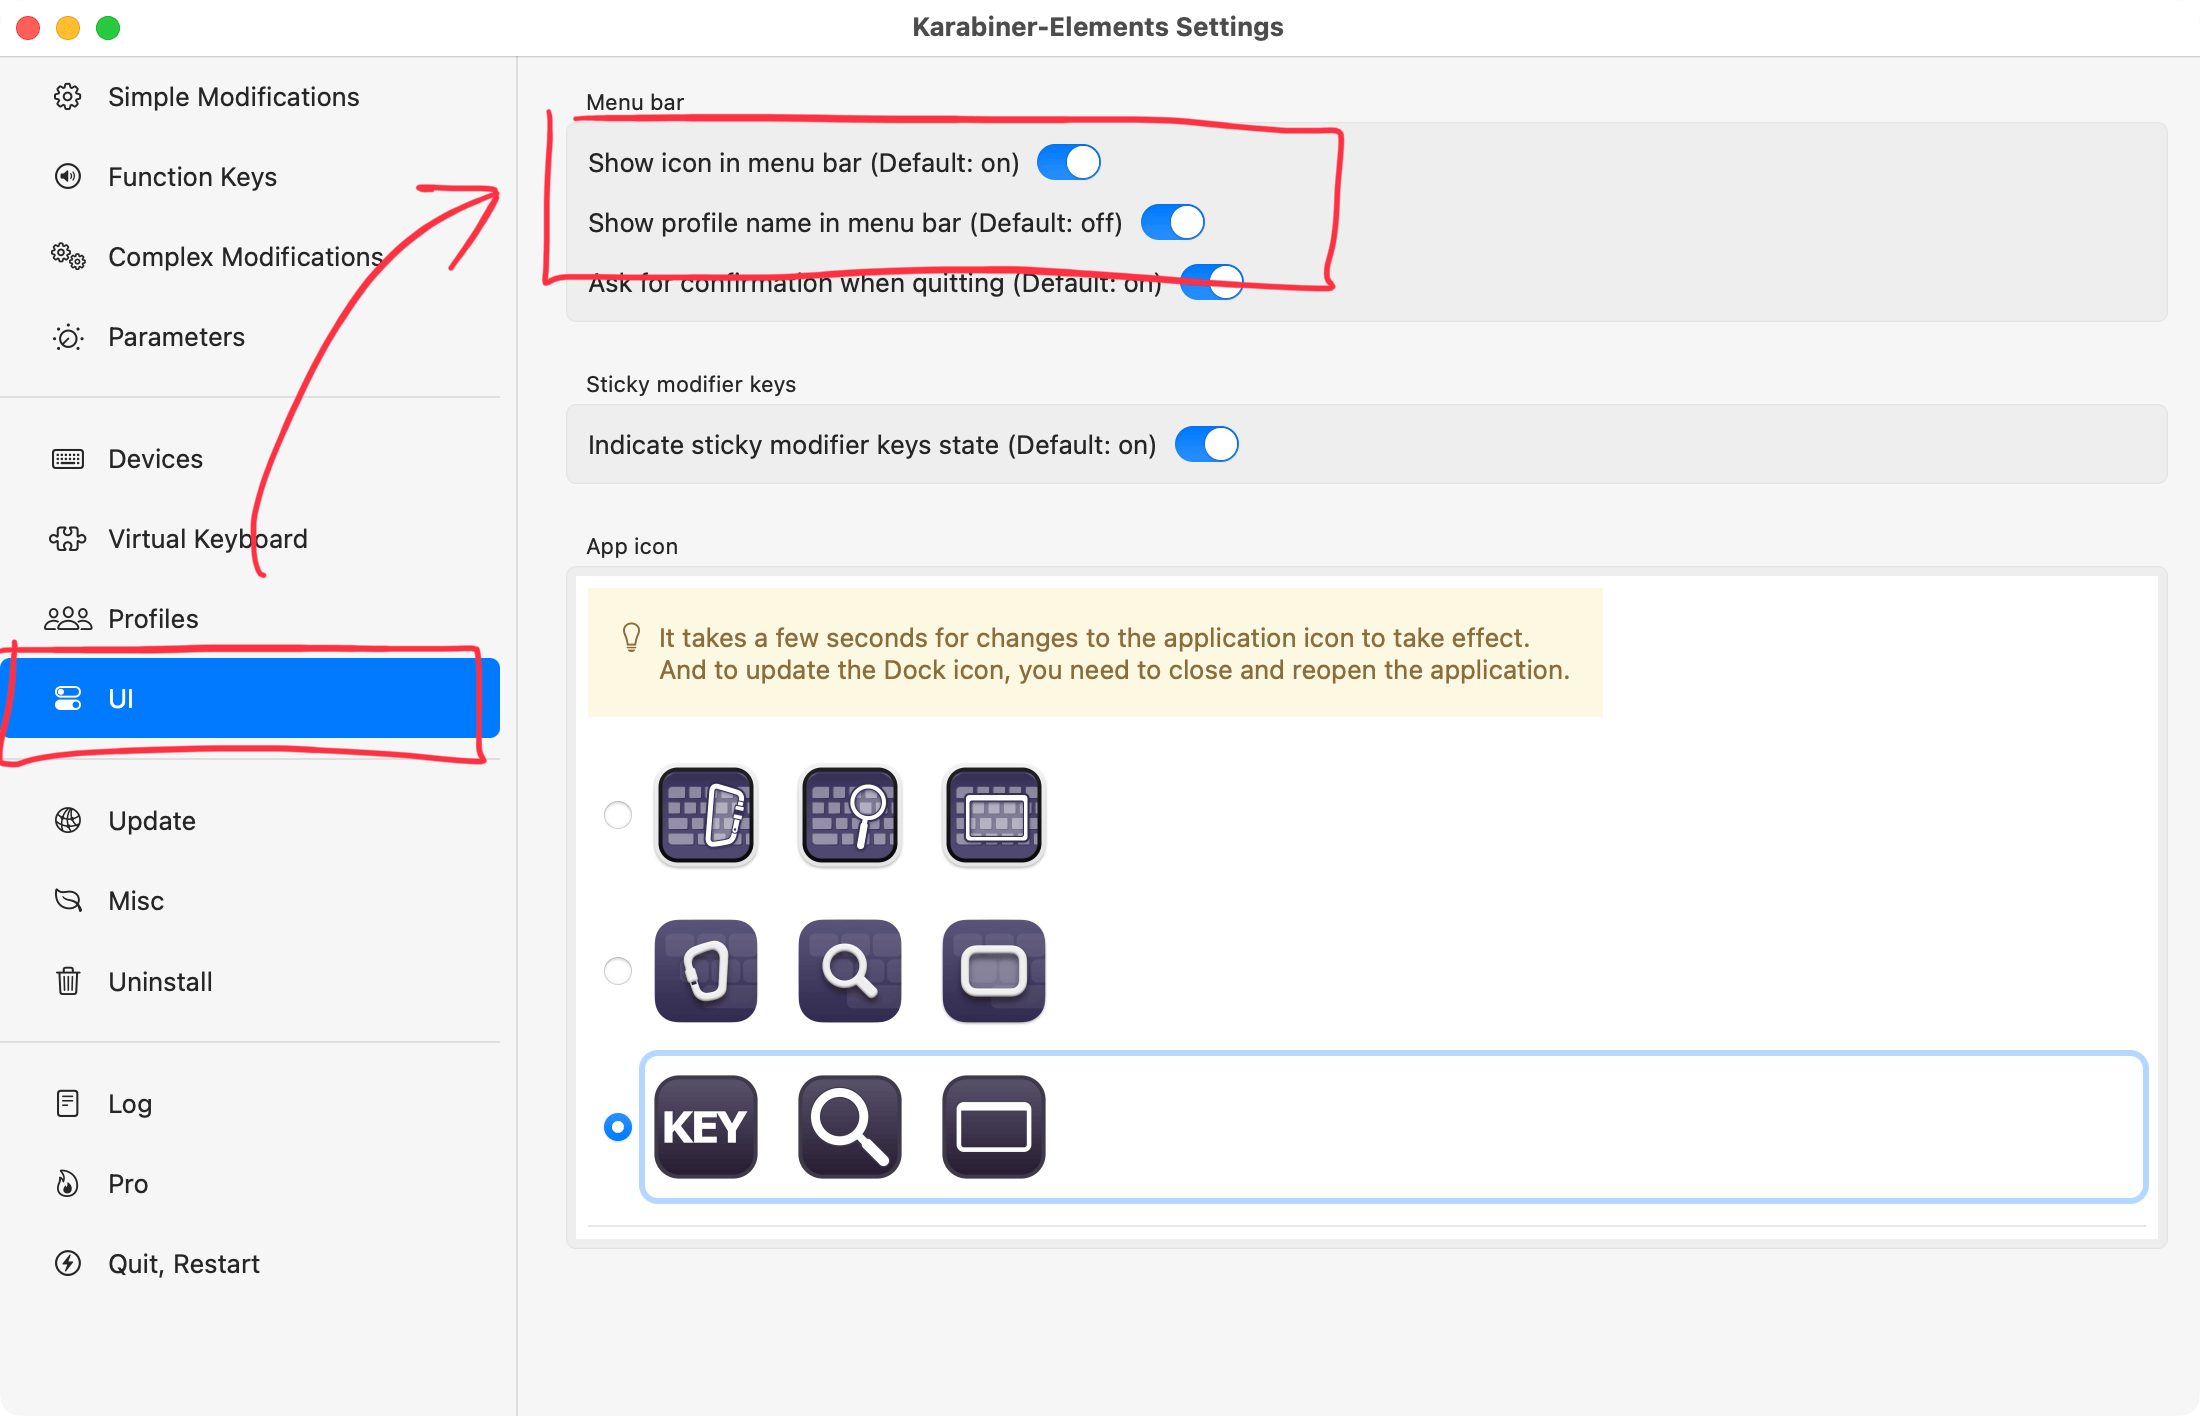 Karabiner-Elements Settings
Simple Modifications
Function Keys
Complex Modifications
Parameters
Devices
Virtual Keyboard
Profiles
UI
Update
Misc
Uninstall
Log
Pro
Quit, Restart
Menu bar
Show icon in menu bar (Default: on)
Show profile name in menu bar (Default: off)
Ask for confirmation when quitting (Default: on)
Sticky modifier keys
Indicate sticky modifier keys state (Default: on)
App icon
It takes a few seconds for changes to the application icon to take effect.
And to update the Dock icon, you need to close and reopen the application.
KEY